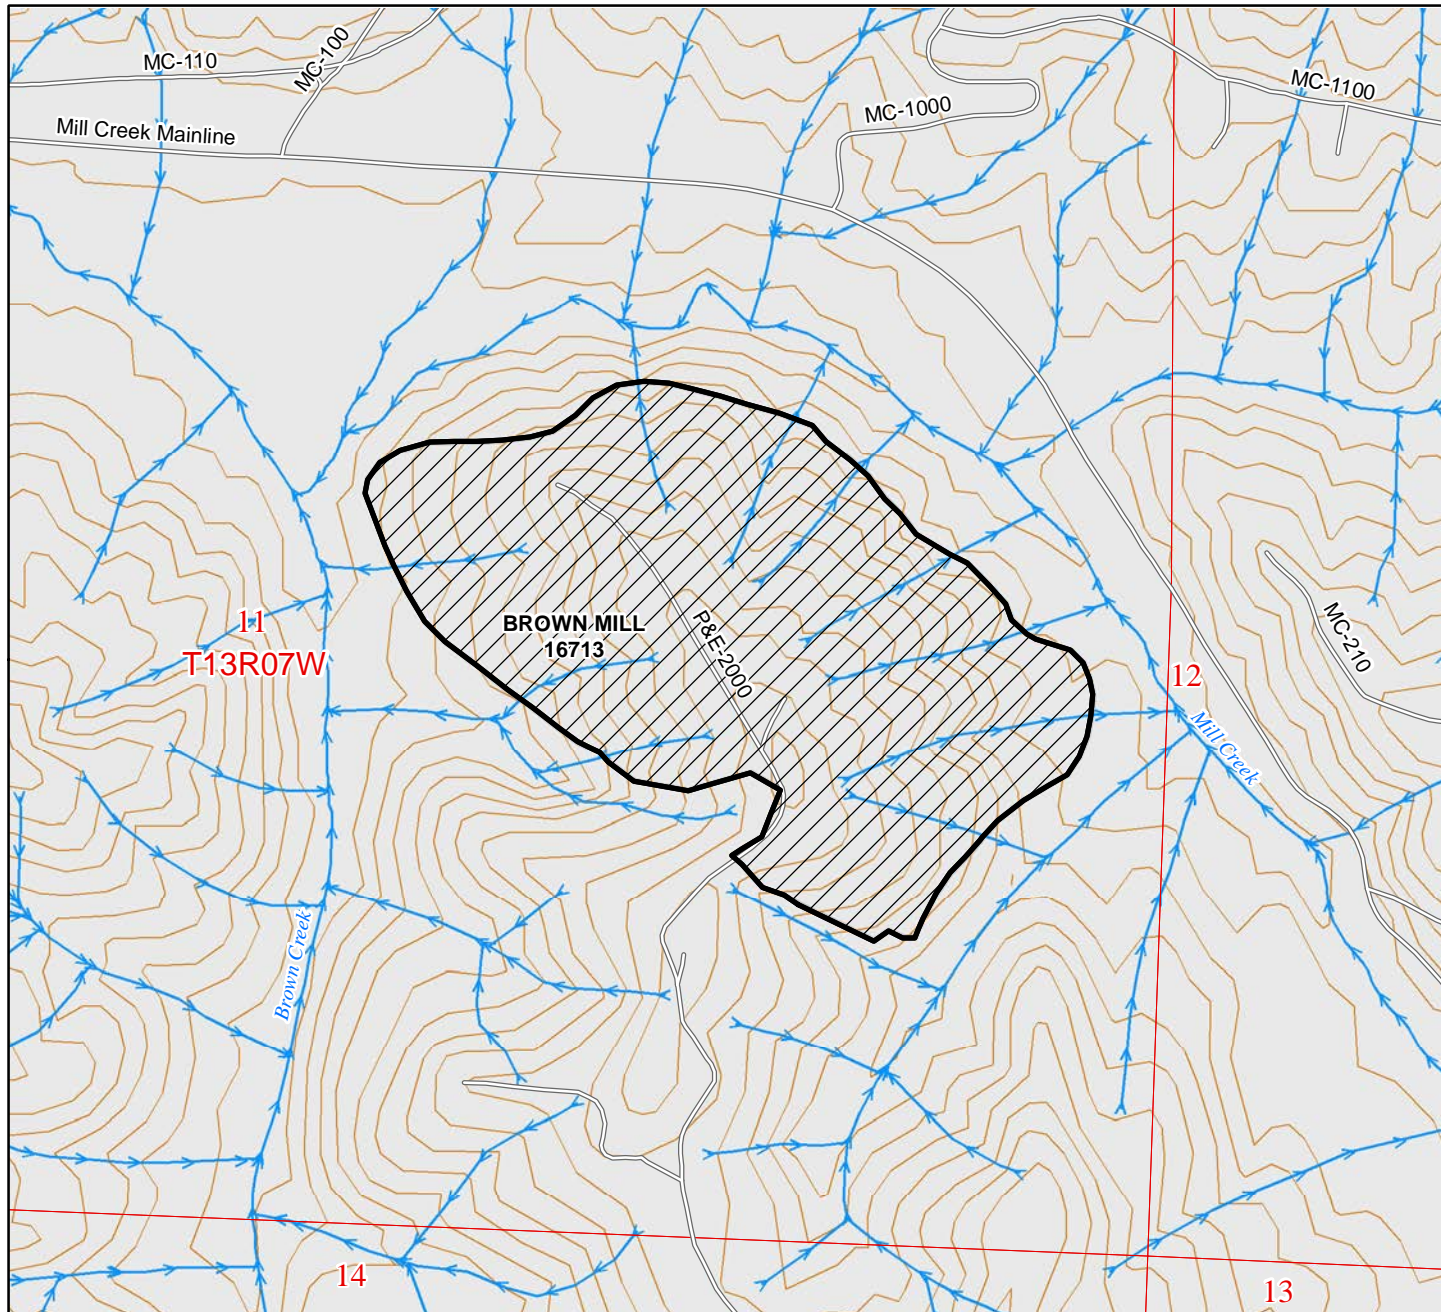 MC-110
MC-100
Mill Creek Mainline
MC-1000
MC-1100
BROWN MILL
16713
P&E-2000
MC-210
11
T13R07W
12
Mill Creek
Brown Creek
14
13